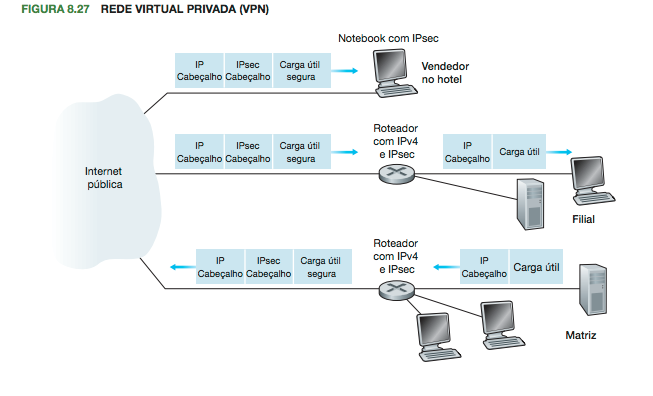 FIGURA 8.27 REDE VIRTUAL PRIVADA (VPN)
Notebook com IPsec
IP
Cabeçalho
IPsec
Cabeçalho
Carga útil
segura
Vendedor
no hotel
Internet
pública
IP
Cabeçalho
IPsec
Cabeçalho
Carga útil
segura
Roteador
com IPv4
e IPsec
IP
Cabeçalho
Carga útil
Filial
IP
Cabeçalho
IPsec
Cabeçalho
Carga útil
segura
Roteador
com IPv4
e IPsec
IP
Cabeçalho
Carga útil
Matriz